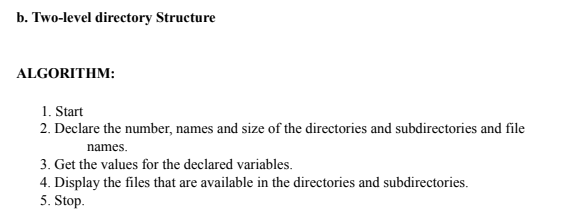 b. Two-level directory Structure
ALGORITHM:
1. Start
2. Declare the number, names and size of the directories and subdirectories and file
names.
3. Get the values for the declared variables.
4. Display the files that are available in the directories and subdirectories.
5. Stop.